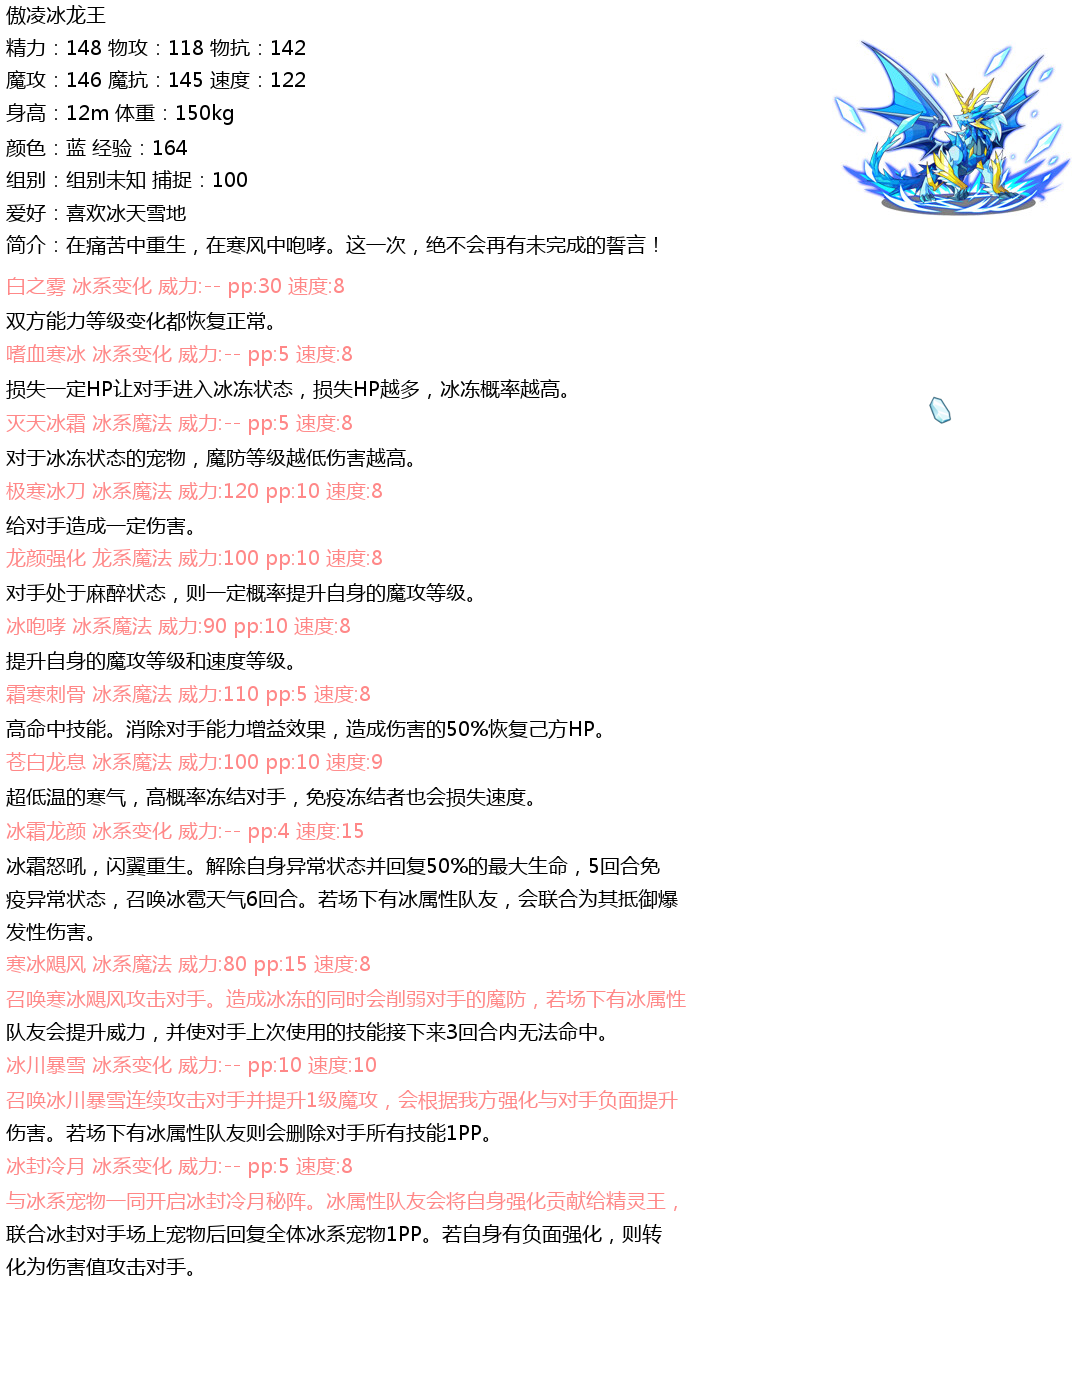 傲凌冰龙王
精力：148 物攻：118 物抗：142
魔攻：146 魔抗：145 速度：122
身高：12m 体重：150kg
颜色：蓝 经验：164
组别：组别未知 捕捉：100
爱好：喜欢冰天雪地
简介：在痛苦中重生，在寒风中咆哮。这一次，绝不会再有未完成的誓言！
白之雾 冰系变化 威力:-- pp:30 速度:8
双方能力等级变化都恢复正常。
嗜血寒冰 冰系变化 威力:-- pp:5 速度:8
损失一定HP让对手进入冰冻状态，损失HP越多，冰冻概率越高。
灭天冰霜 冰系魔法 威力:-- pp:5 速度:8
对于冰冻状态的宠物，魔防等级越低伤害越高。
极寒冰刀 冰系魔法 威力:120 pp:10 速度:8
给对手造成一定伤害。
龙颜强化 龙系魔法 威力:100 pp:10 速度:8
对手处于麻醉状态，则一定概率提升自身的魔攻等级。
冰咆哮 冰系魔法 威力:90 pp:10 速度:8
提升自身的魔攻等级和速度等级。
霜寒刺骨 冰系魔法 威力:110 pp:5 速度:8
高命中技能。消除对手能力增益效果，造成伤害的50%恢复己方HP。
苍白龙息 冰系魔法 威力:100 pp:10 速度:9
超低温的寒气，高概率冻结对手，免疫冻结者也会损失速度。
冰霜龙颜 冰系变化 威力:-- pp:4 速度:15
冰霜怒吼，闪翼重生。解除自身异常状态并回复50%的最大生命，5回合免
疫异常状态，召唤冰雹天气6回合。若场下有冰属性队友，会联合为其抵御爆
发性伤害。
寒冰飓风 冰系魔法 威力:80 pp:15 速度:8
召唤寒冰飓风攻击对手。造成冰冻的同时会削弱对手的魔防，若场下有冰属性
队友会提升威力，并使对手上次使用的技能接下来3回合内无法命中。
冰川暴雪 冰系变化 威力:-- pp:10 速度:10
召唤冰川暴雪连续攻击对手并提升1级魔攻，会根据我方强化与对手负面提升
伤害。若场下有冰属性队友则会删除对手所有技能1PP。
冰封冷月 冰系变化 威力:-- pp:5 速度:8
与冰系宠物一同开启冰封冷月秘阵。冰属性队友会将自身强化贡献给精灵王，
联合冰封对手场上宠物后回复全体冰系宠物1PP。若自身有负面强化，则转
化为伤害值攻击对手。